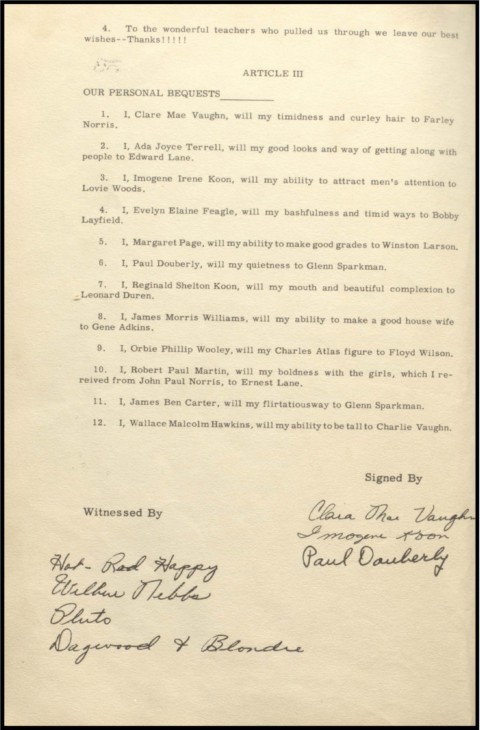 4. To the wonderful teachers who pulled us through we leave our best
wishes--Thanks!!!!!
ARTICLE III
OUR PERSONAL BEQUESTS
1. I, Clare Mae Vaughn, will my timidness and curley hair to Farley
Norris.
2. I, Ada Joyce Terrell, will my good looks and way of getting along with
people to Edward Lane.
3. I, Imogene Irene Koon, will my ability to attract men's attention to
Lovie Woods.
4. I, Evelyn Elaine Feagle, will my bashfulness and timid ways to Bobby
Layfield.
5. I, Margaret Page, will my ability to make good grades to Winston Larson.
6. I, Paul Douberly, will my quietness to Glenn Sparkman.
7. I, Reginald Shelton Koon, will my mouth and beautiful complexion to
Leonard Duren.
8. I, James Morris Williams, will my ability to make a good house wife
to Gene Adkins.
9. I, Orbie Phillip Wooley, will my Charles Atlas figure to Floyd Wilson.
10. I, Robert Paul Martin, will my boldness with the girls, which I re-
reived from John Paul Norris, to Ernest Lane.
11. I, James Ben Carter, will my flirtatiousway to Glenn Sparkman.
12. I, Wallace Malcolm Hawkins, will my ability to be tall to Charlie Vaughn.
Signed By
Witnessed By
Clara Mae Vaughn
Imogene Koon
Paul Douberly
Hot-Rod Happy
Wilbur Nebbs
Pluto
Dagwood & Blondie